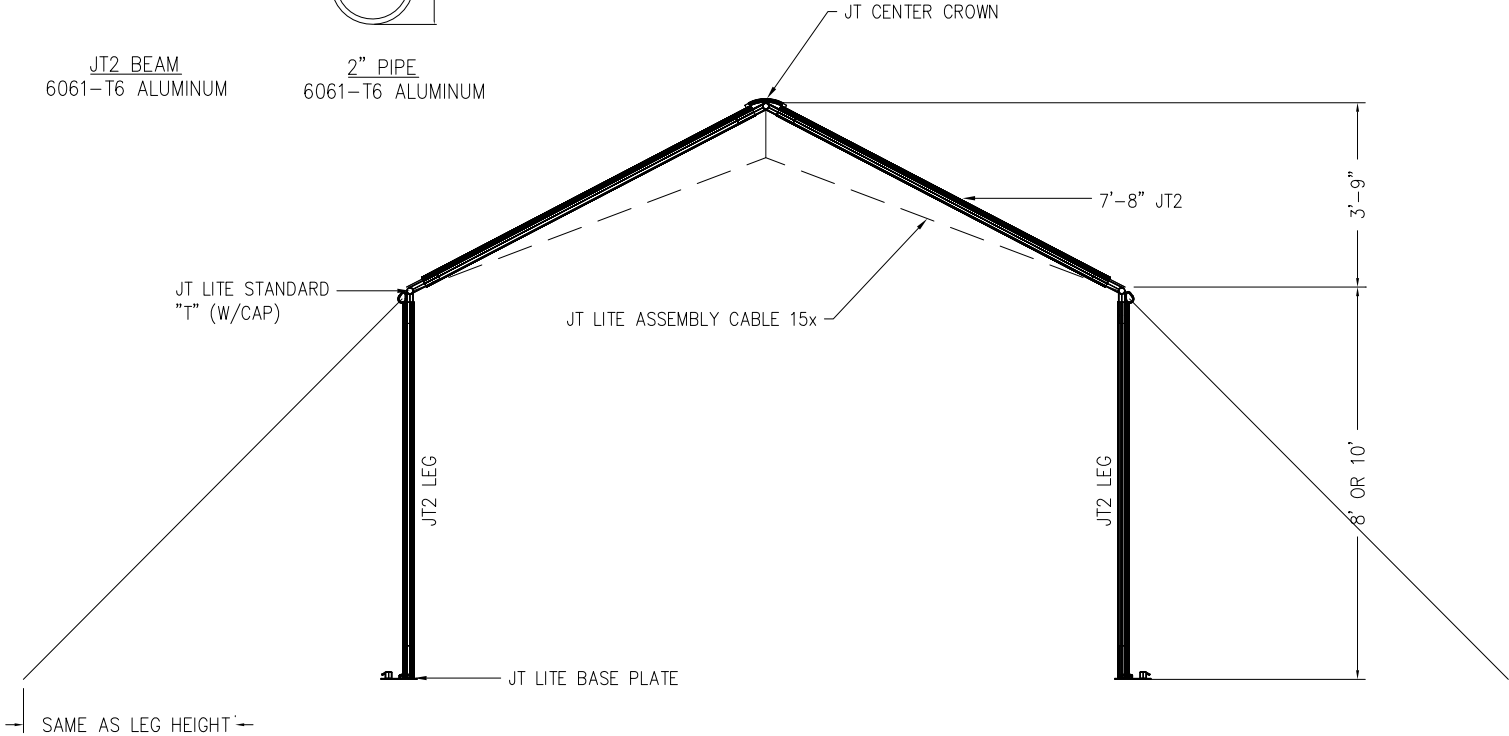 JT CENTER CROWN
JT2 BEAM
6061-T6 ALUMINUM
2" PIPE
6061-T6 ALUMINUM
7'-8" JT2
3'-9"
JT LITE STANDARD
"T" (W/CAP)
JT LITE ASSEMBLY CABLE 15x
JT2 LEG
JT2 LEG
8' OR 10'
JT LITE BASE PLATE
SAME AS LEG HEIGHT